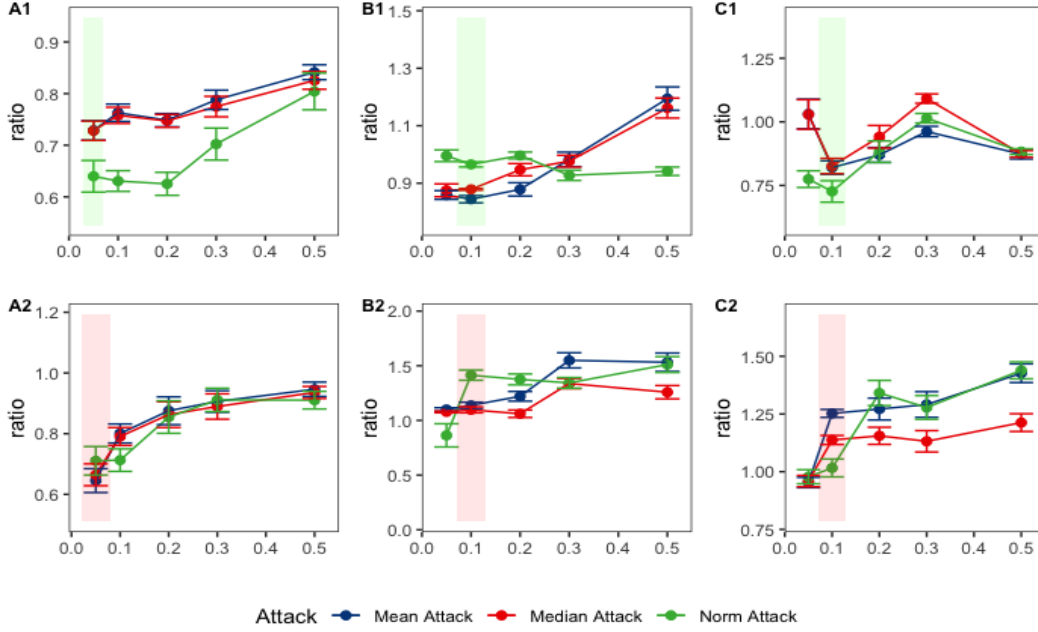 A1 B1 C1
ratio ratio ratio
0.9 0.8 0.7 0.6
1.5 1.3 1.1 0.9
1.25 1.00 0.75
0.0 0.1 0.2 0.3 0.4 0.5
0.0 0.1 0.2 0.3 0.4 0.5
0.0 0.1 0.2 0.3 0.4 0.5
A2 B2 C2
ratio ratio ratio
1.2 1.0 0.8 0.6
2.0 1.5 1.0 0.5 0.0
1.50 1.25 1.00 0.75
0.0 0.1 0.2 0.3 0.4 0.5
0.0 0.1 0.2 0.3 0.4 0.5
0.0 0.1 0.2 0.3 0.4 0.5
Attack Mean Attack Median Attack Norm Attack